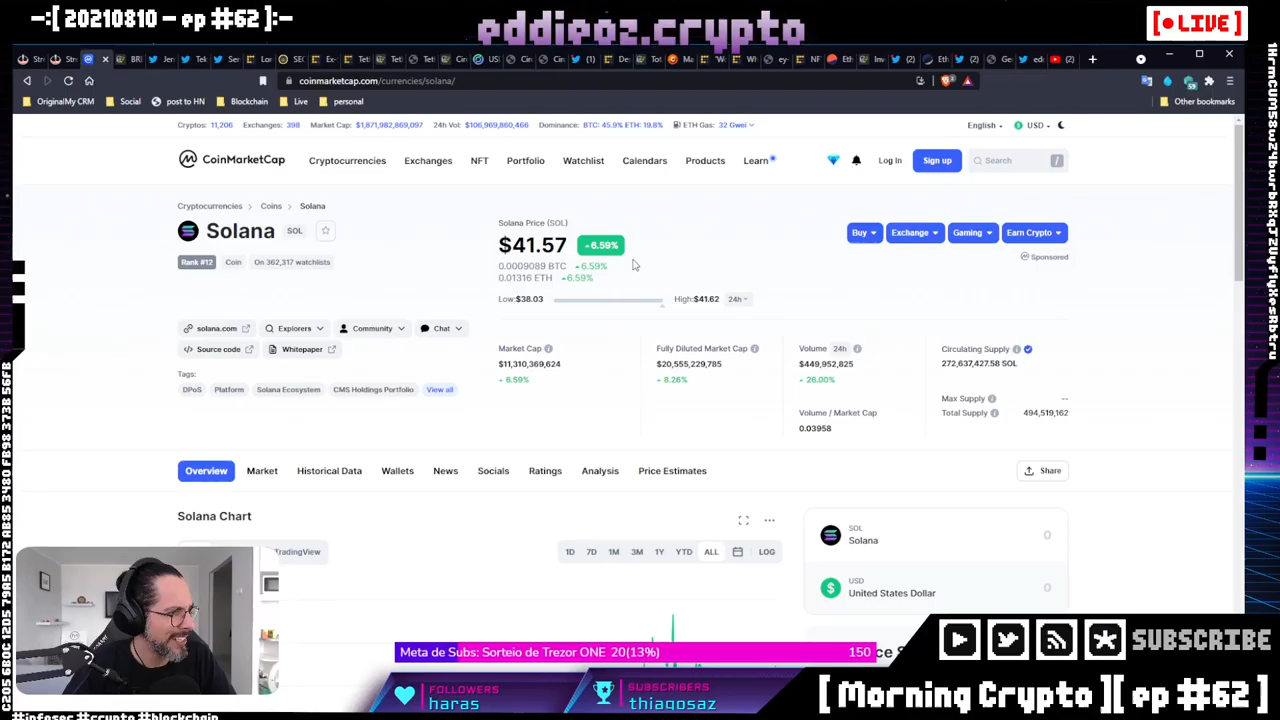 -:[ 20210810 - ep #62 ]:-
eddieoz.crypto
[ LIVE ]
coinmarketcap.com/currencies/solana/
OriginalMy CRM
Social
post to HN
Blockchain
Live
personal
Other bookmarks
Cryptos: 11,206 Exchanges: 398 Market Cap: $1,871,982,869,097 24h Vol: $106,969,860,466 Dominance: BTC: 45.9% ETH: 19.8% ETH Gas: 32 Gwei
English
USD
CoinMarketCap
Cryptocurrencies Exchanges NFT Portfolio Watchlist Calendars Products Learn
Log In
Sign up
Search /
Cryptocurrencies > Coins > Solana
Solana SOL
Rank #12 Coin On 362,317 watchlists
Solana Price (SOL)
$41.57 6.59%
0.0009089 BTC 6.59%
0.01316 ETH 6.59%
Low: $38.03 High: $41.62 24h
Buy Exchange Gaming Earn Crypto
Sponsored
solana.com Explorers Community Chat
Source code Whitepaper
Tags:
DPoS Platform Solana Ecosystem CMS Holdings Portfolio View all
Market Cap
$11,310,369,624
6.59%
Fully Diluted Market Cap
$20,555,229,785
8.26%
Volume 24h
$449,952,825
26.00%
Volume / Market Cap
0.03958
Circulating Supply
272,637,427.58 SOL
Max Supply --
Total Supply 494,519,162
Overview Market Historical Data Wallets News Socials Ratings Analysis Price Estimates
Share
Solana Chart
TradingView
1D 7D 1M 3M 1Y YTD ALL LOG
SOL
Solana
0
USD
United States Dollar
0
Meta de Subs: Sorteio de Trezor ONE 20(13%) 150
FOLLOWERS
haras
SUBSCRIBERS
thiagosaz
SUBSCRIBE
[ Morning Crypto ][ ep #62 ]
#infosec #crypto #blockchain